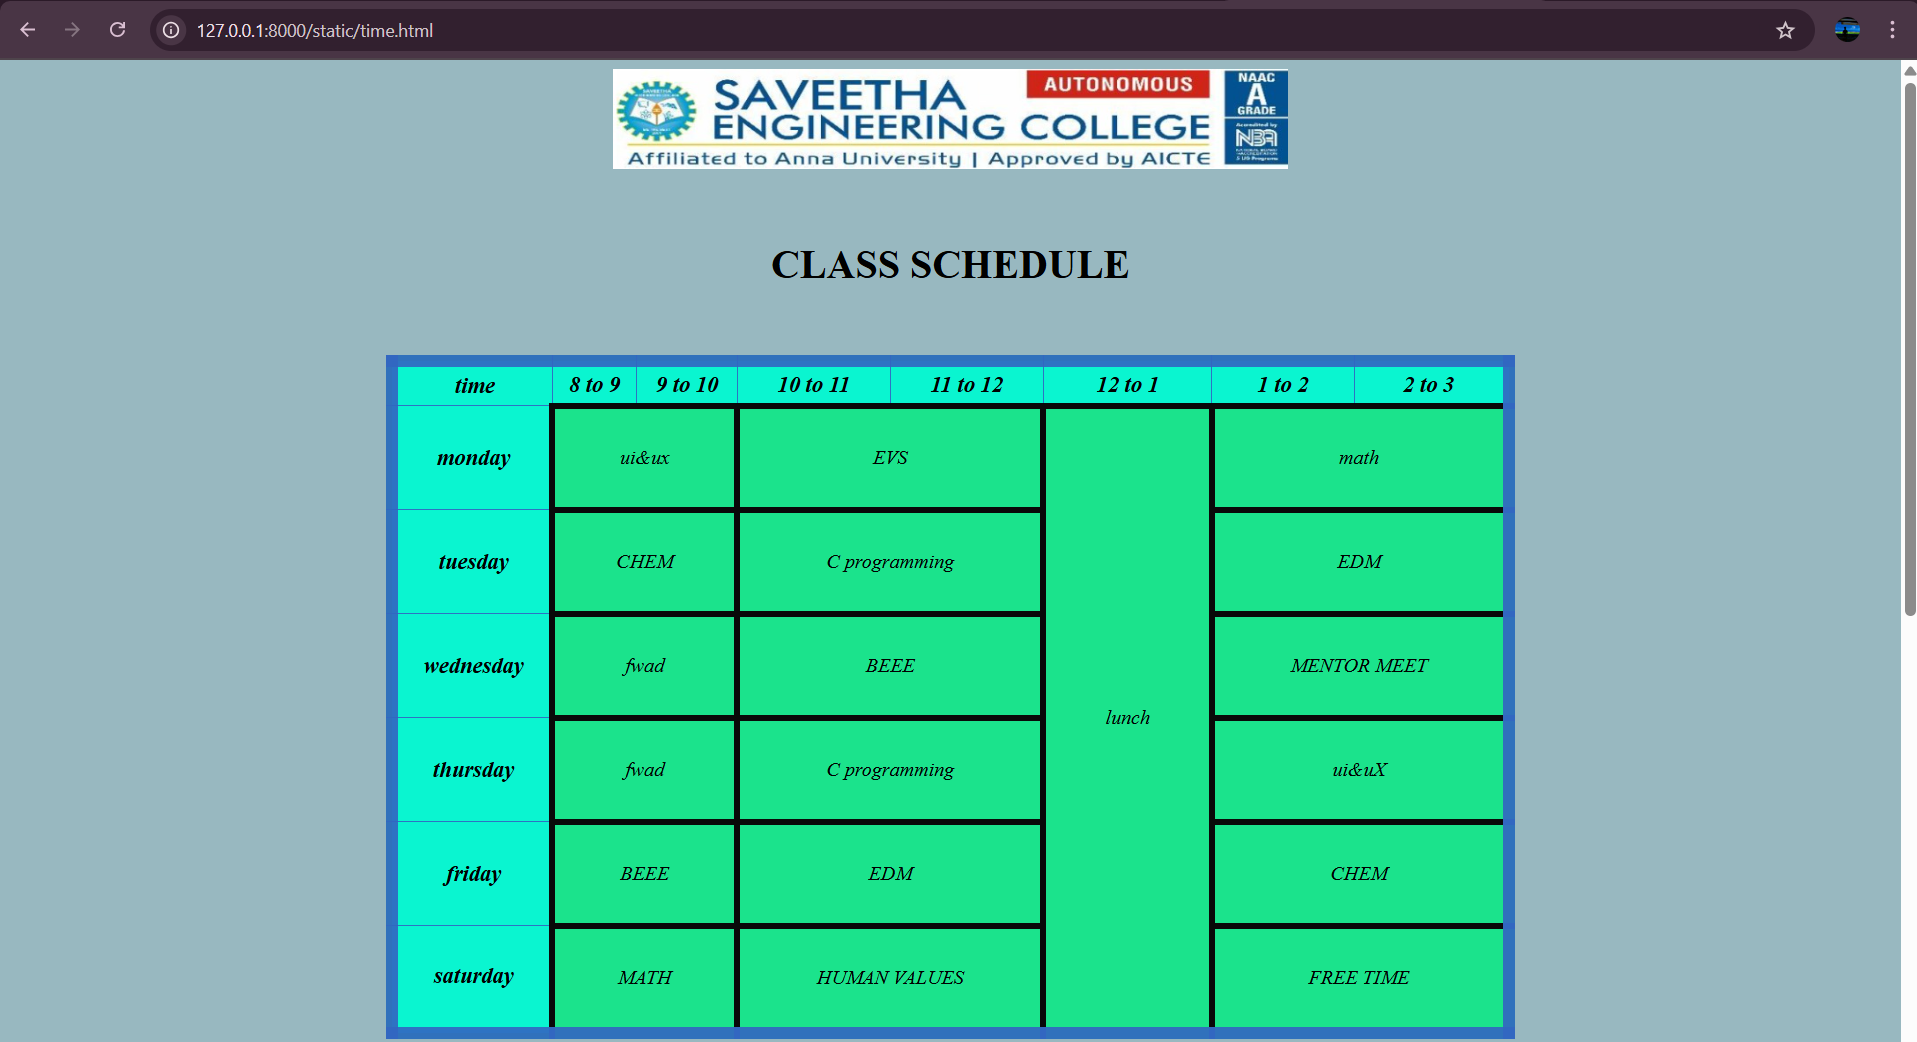 127.0.0.1:8000/static/time.html
SAVEETHA AUTONOMOUS
ENGINEERING COLLEGE
Affiliated to Anna University | Approved by AICTE
NAAC
A
GRADE
Accredited by
NBA
CLASS SCHEDULE
time 8 to 9 9 to 10 10 to 11 11 to 12 12 to 1 1 to 2 2 to 3
monday ui&ux EVS math
tuesday CHEM C programming EDM
wednesday fwad BEEE MENTOR MEET
lunch
thursday fwad C programming ui&uX
friday BEEE EDM CHEM
saturday MATH HUMAN VALUES FREE TIME